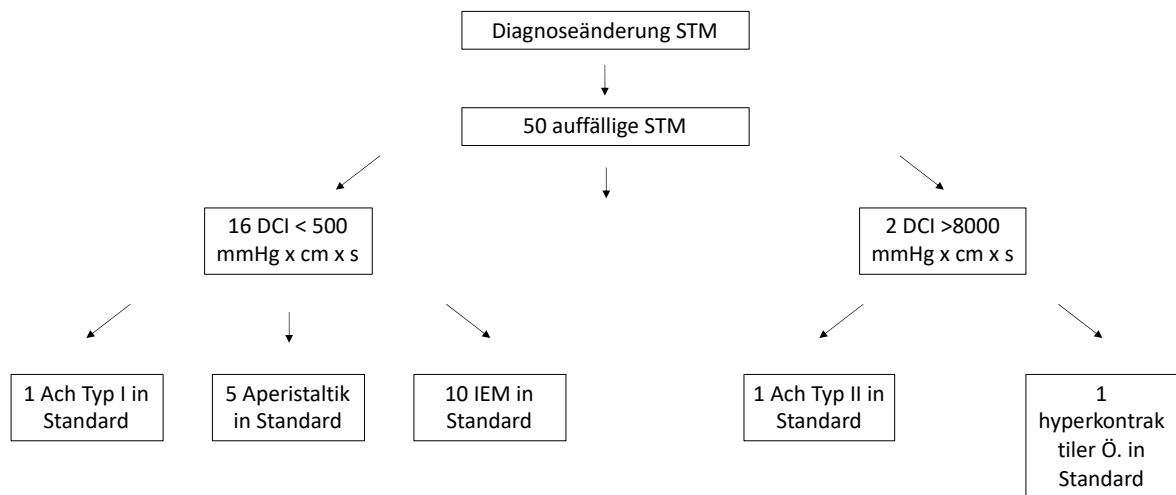 Diagnoseänderung STM
50 auffällige STM
16 DCI < 500
mmHg x cm x s
2 DCI >8000
mmHg x cm x s
1 Ach Typ I in
Standard
5 Aperistaltik
in Standard
10 IEM in
Standard
1 Ach Typ II in
Standard
1
hyperkontrak
tiler Ö. in
Standard